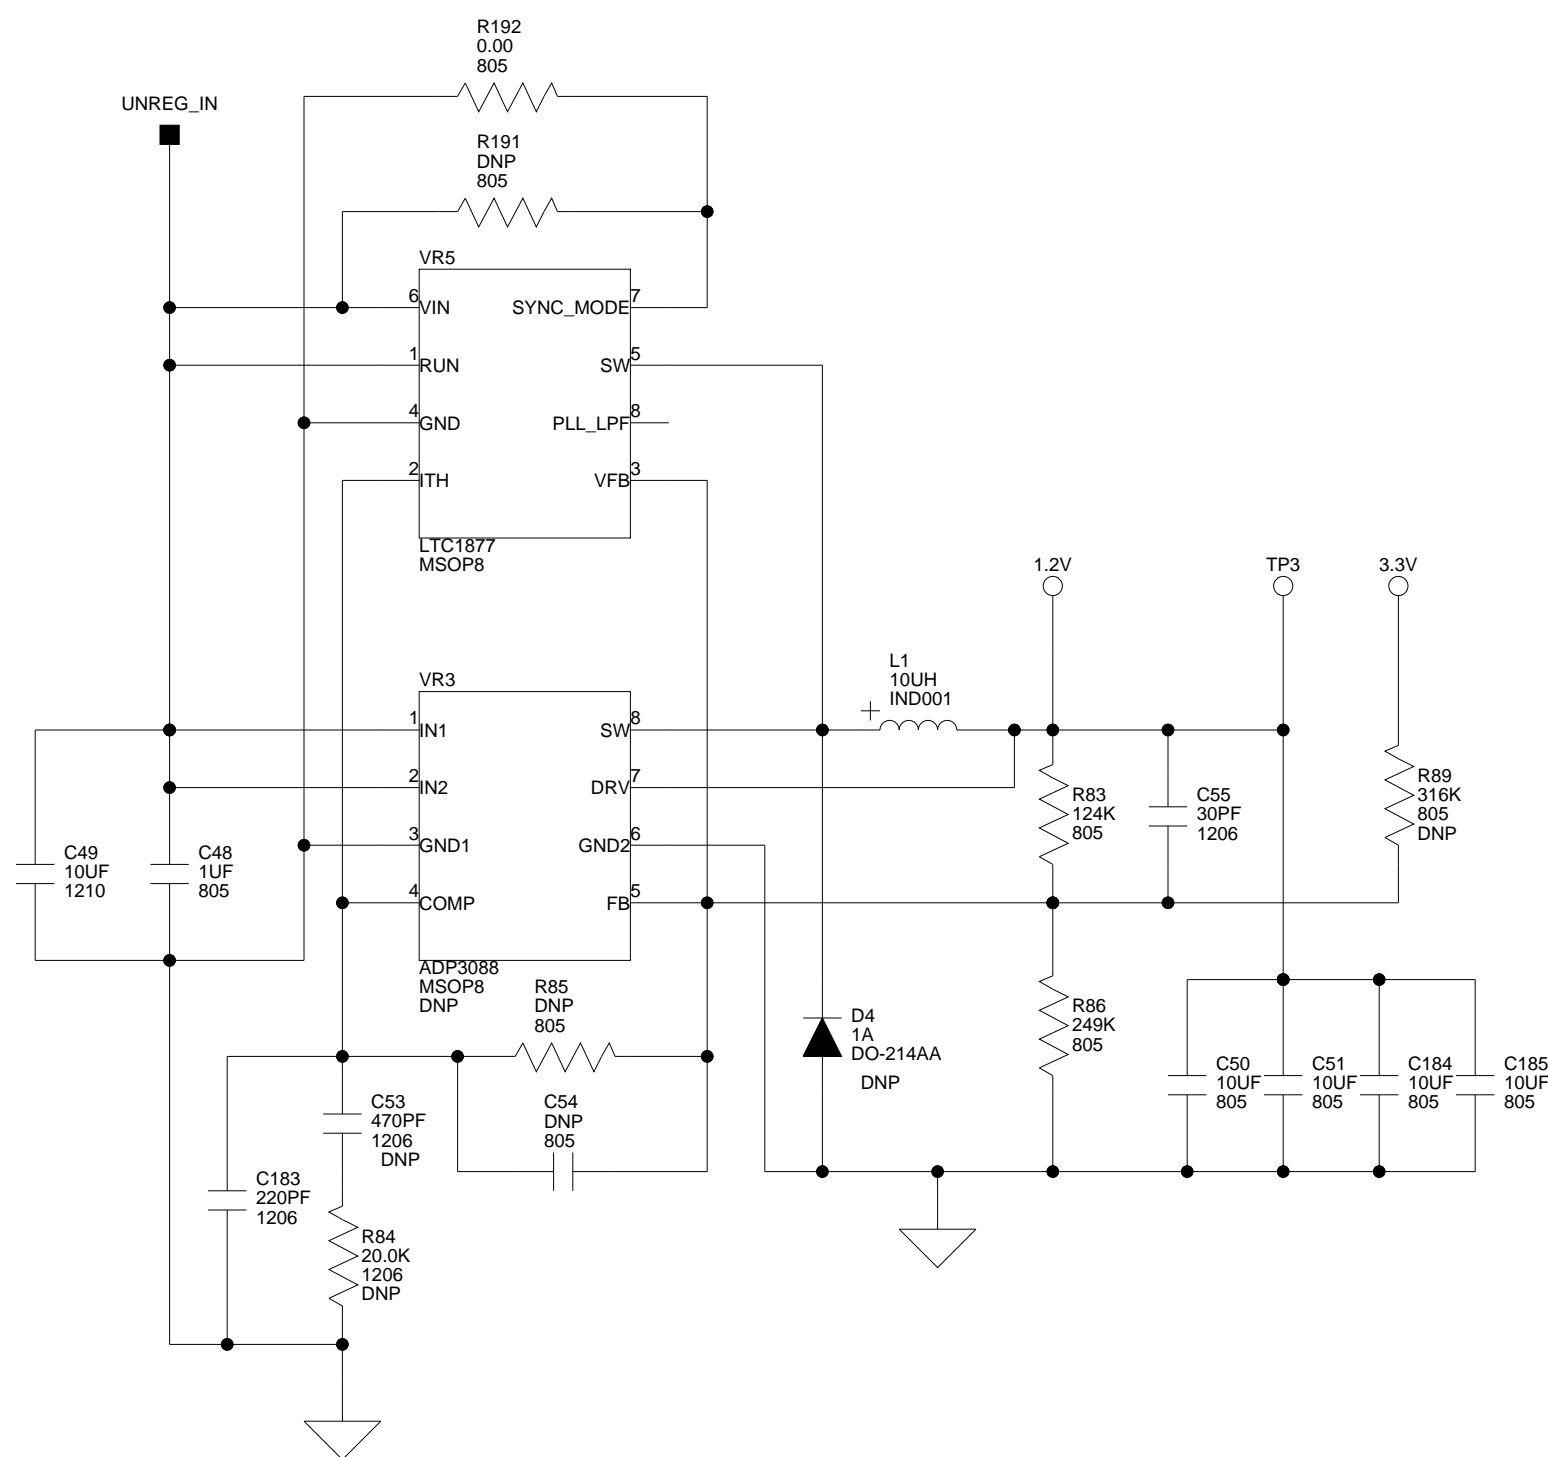 R192
0.00
805
UNREG_IN
R191
DNP
805
VR5
6
VIN
SYNC_MODE
7
1
RUN
SW
5
4
GND
PLL_LPF
8
2
ITH
VFB
3
LTC1877
MSOP8
1.2V
TP3
3.3V
L1
10UH
IND001
+
VR3
1
IN1
SW
8
2
IN2
DRV
7
3
GND1
GND2
6
4
COMP
FB
5
ADP3088
MSOP8
DNP
C49
10UF
1210
C48
1UF
805
R83
124K
805
C55
30PF
1206
R89
316K
805
DNP
R85
DNP
805
C54
DNP
805
D4
1A
DO-214AA
DNP
R86
249K
805
C50
10UF
805
C51
10UF
805
C184
10UF
805
C185
10UF
805
C53
470PF
1206
DNP
C183
220PF
1206
R84
20.0K
1206
DNP